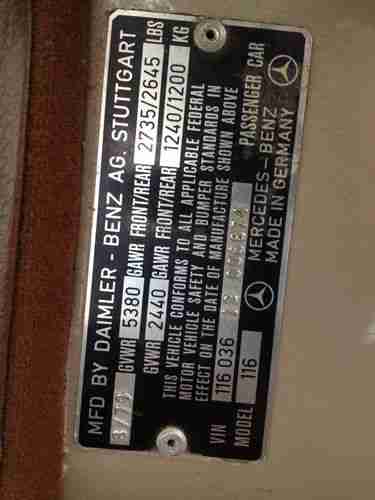 MFD BY DAIMLER-BENZ AG. STUTTGART
GVWR 5380 GAWR FRONT/REAR 2735/2645 LBS
GVWR 2440 GAWR FRONT/REAR 1240/1200 KG
THIS VEHICLE CONFORMS TO ALL APPLICABLE FEDERAL
MOTOR VEHICLE SAFETY AND BUMPER STANDARDS IN
EFFECT ON THE DATE OF MANUFACTURE SHOWN ABOVE
VIN 116 036 12
PASSENGER CAR
MODEL 116
MERCEDES-BENZ
MADE IN GERMANY